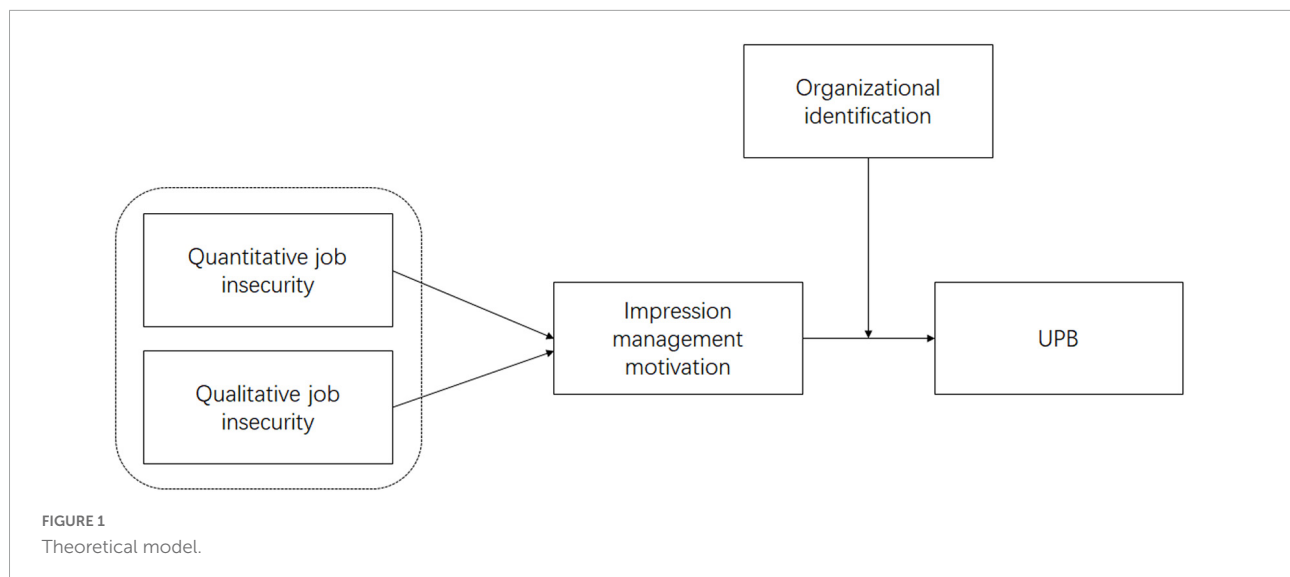 Organizational
identification
Quantitative job
insecurity
Impression
management
motivation
UPB
Qualitative job
insecurity
FIGURE 1
Theoretical model.